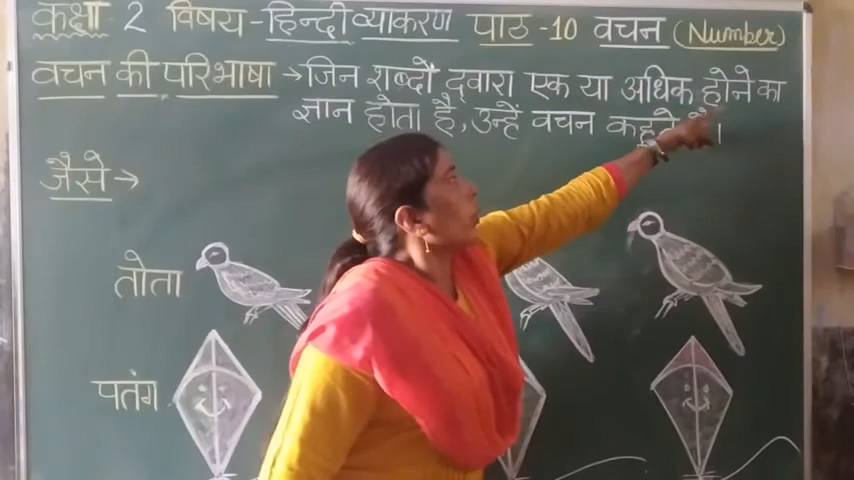 कक्षा 2 विषय-हिन्दी व्याकरण पाठ-10 वचन (Number)
वचन की परिभाषा → जिन शब्दों द्वारा एक या अधिक होने का
ज्ञान होता है, उन्हें वचन कहते है।
जैसे →
तोता
पतंग